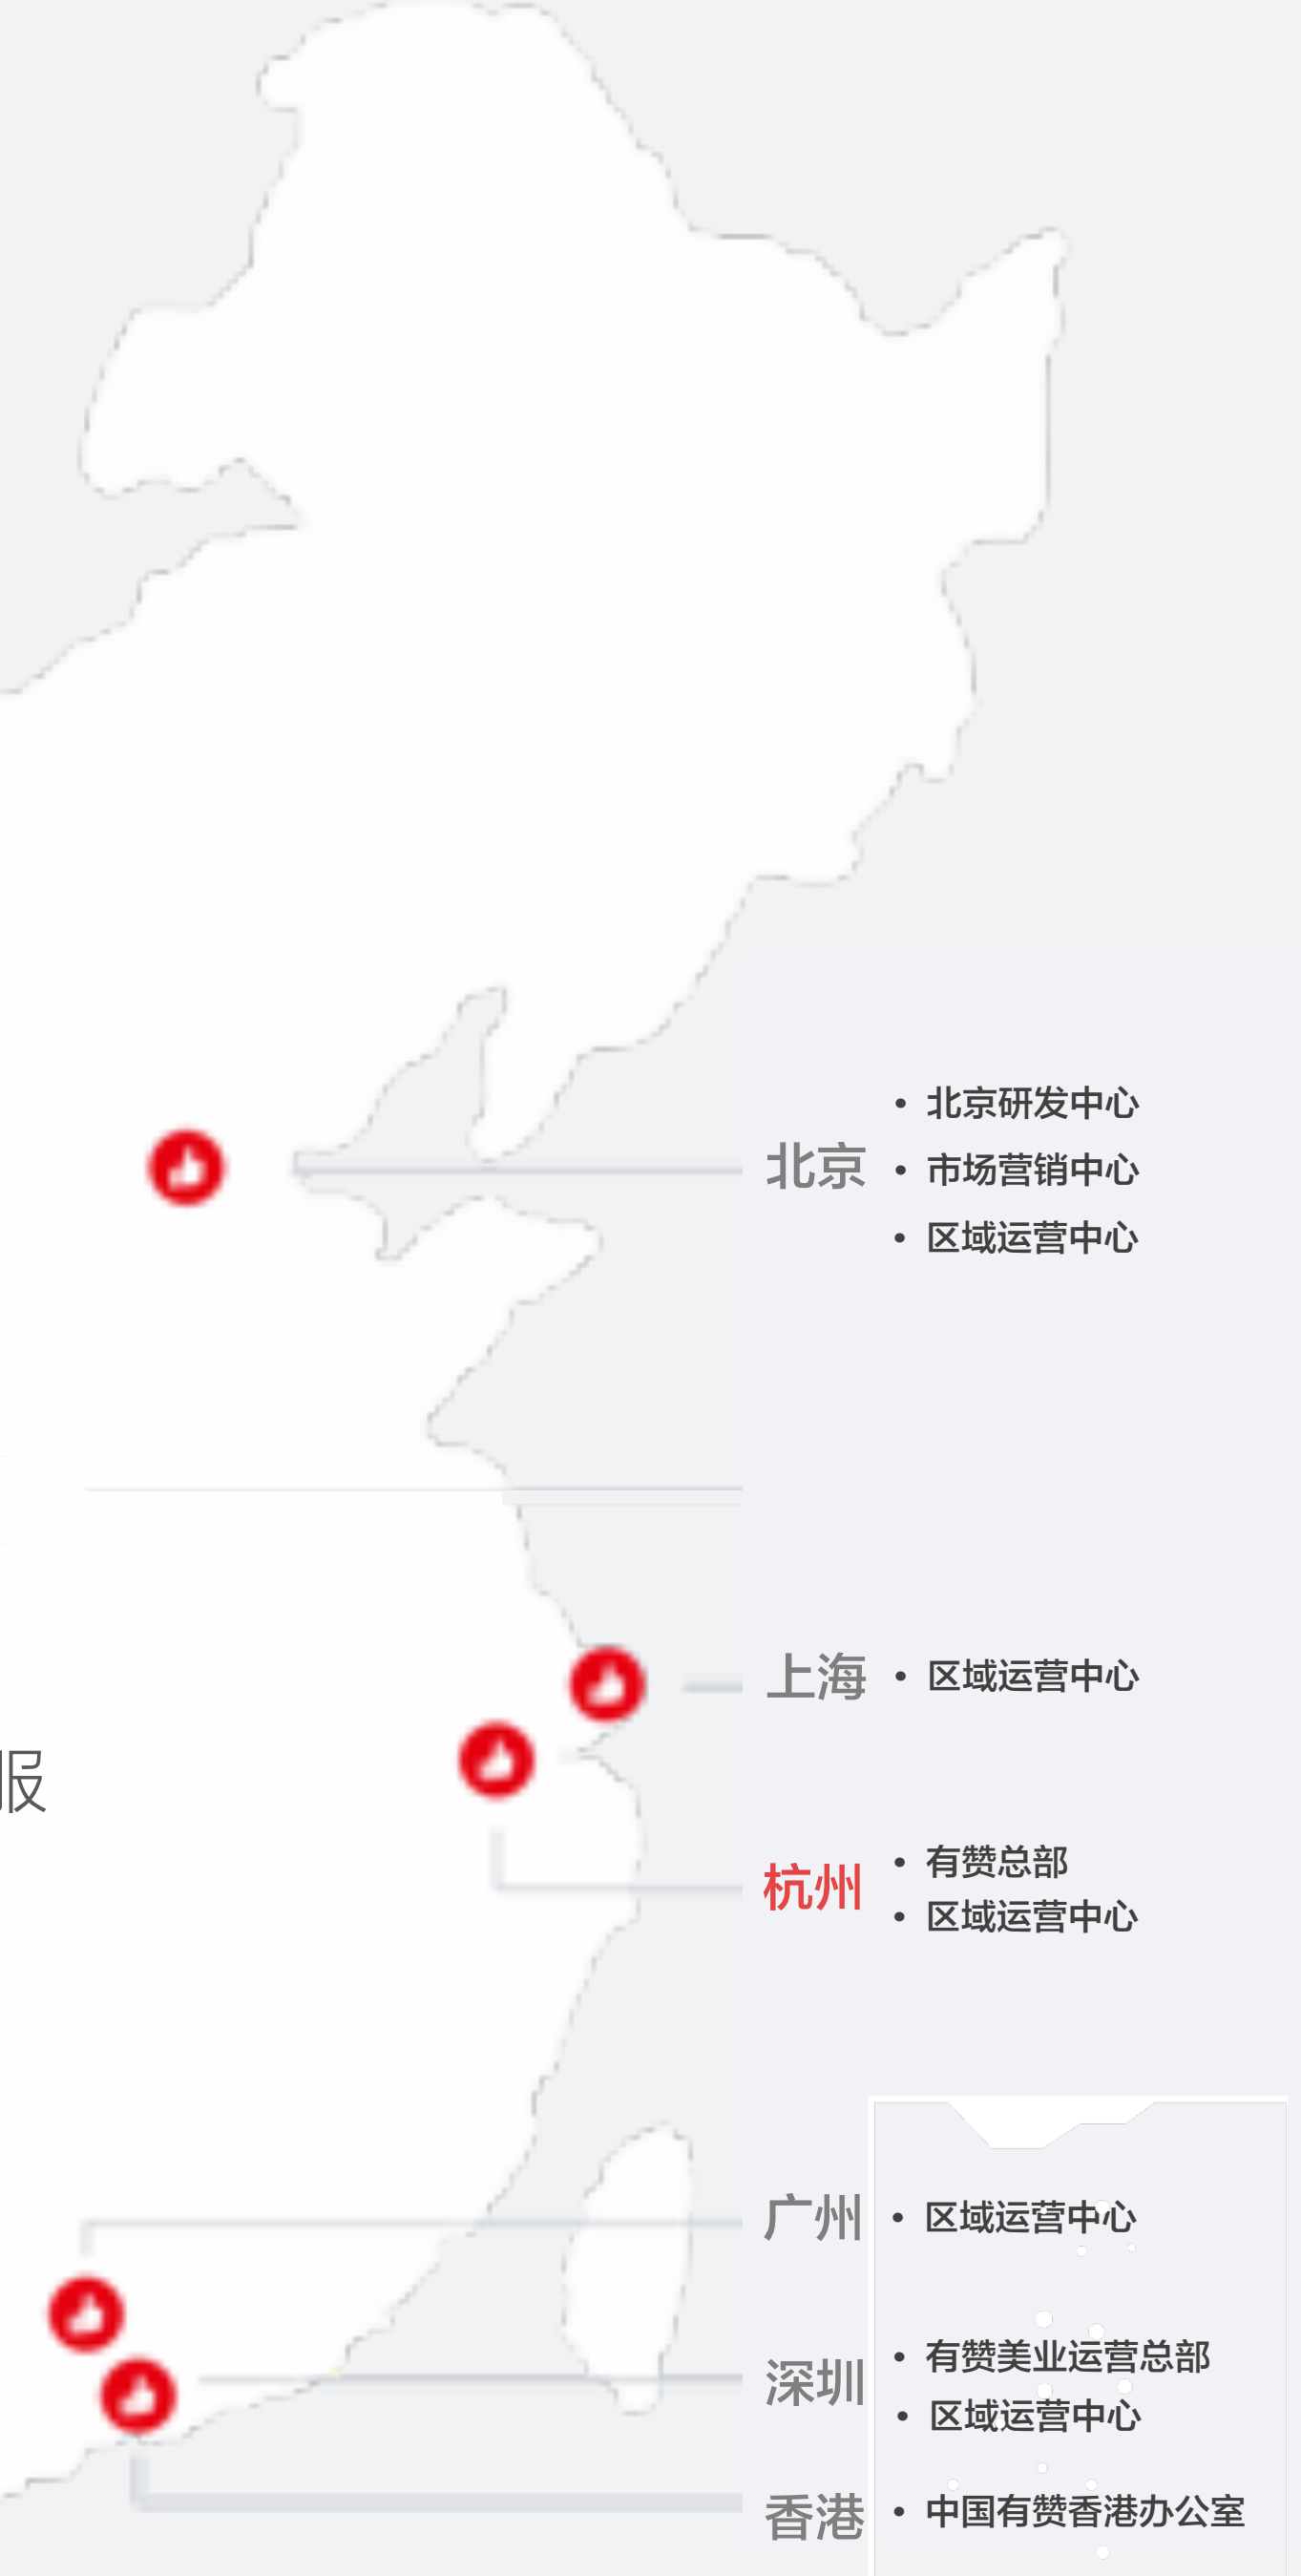 北京
• 北京研发中心
• 市场营销中心
• 区域运营中心
上海
• 区域运营中心
服
杭州
• 有赞总部
• 区域运营中心
广州
• 区域运营中心
深圳
• 有赞美业运营总部
• 区域运营中心
香港
• 中国有赞香港办公室